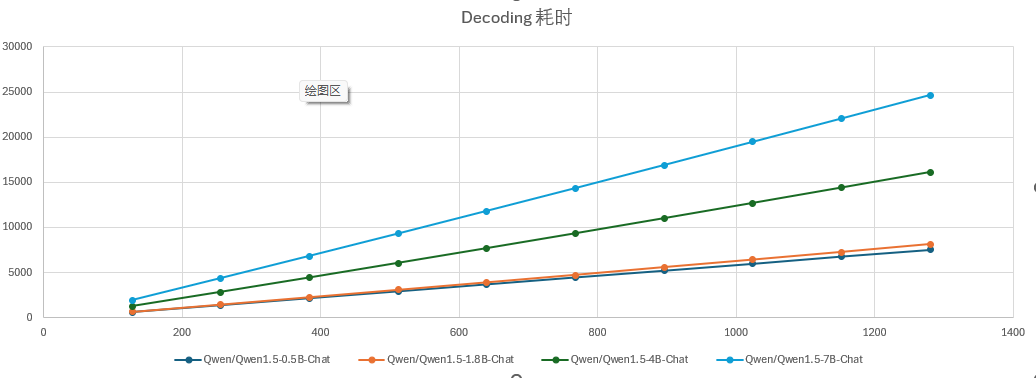 Decoding 耗时
30000
25000
20000
15000
10000
5000
0
绘图区
0 200 400 600 800 1000 1200 1400
Qwen/Qwen1.5-0.5B-Chat Qwen/Qwen1.5-1.8B-Chat Qwen/Qwen1.5-4B-Chat Qwen/Qwen1.5-7B-Chat